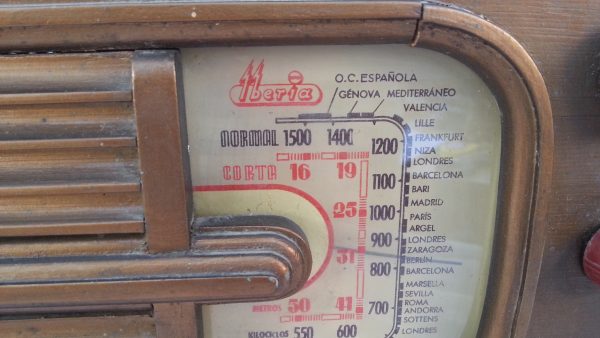 Iberia
O.C. ESPAÑOLA
GÉNOVA MEDITERRÁNEO
VALENCIA
LILLE
NORMAL 1500 1400
FRANKFURT
1200
NIZA
LONDRES
CORTA 16 19
BARCELONA
1100
BARI
MADRID
25 1000
PARÍS
ARGEL
900 LONDRES
ZARAGOZA
31
BERLÍN
800 BARCELONA
MARSELLA
SEVILLA
METROS 50 41 700
ROMA
ANDORRA
SOTTENS
KILOCICLOS 550 600
LONDRES